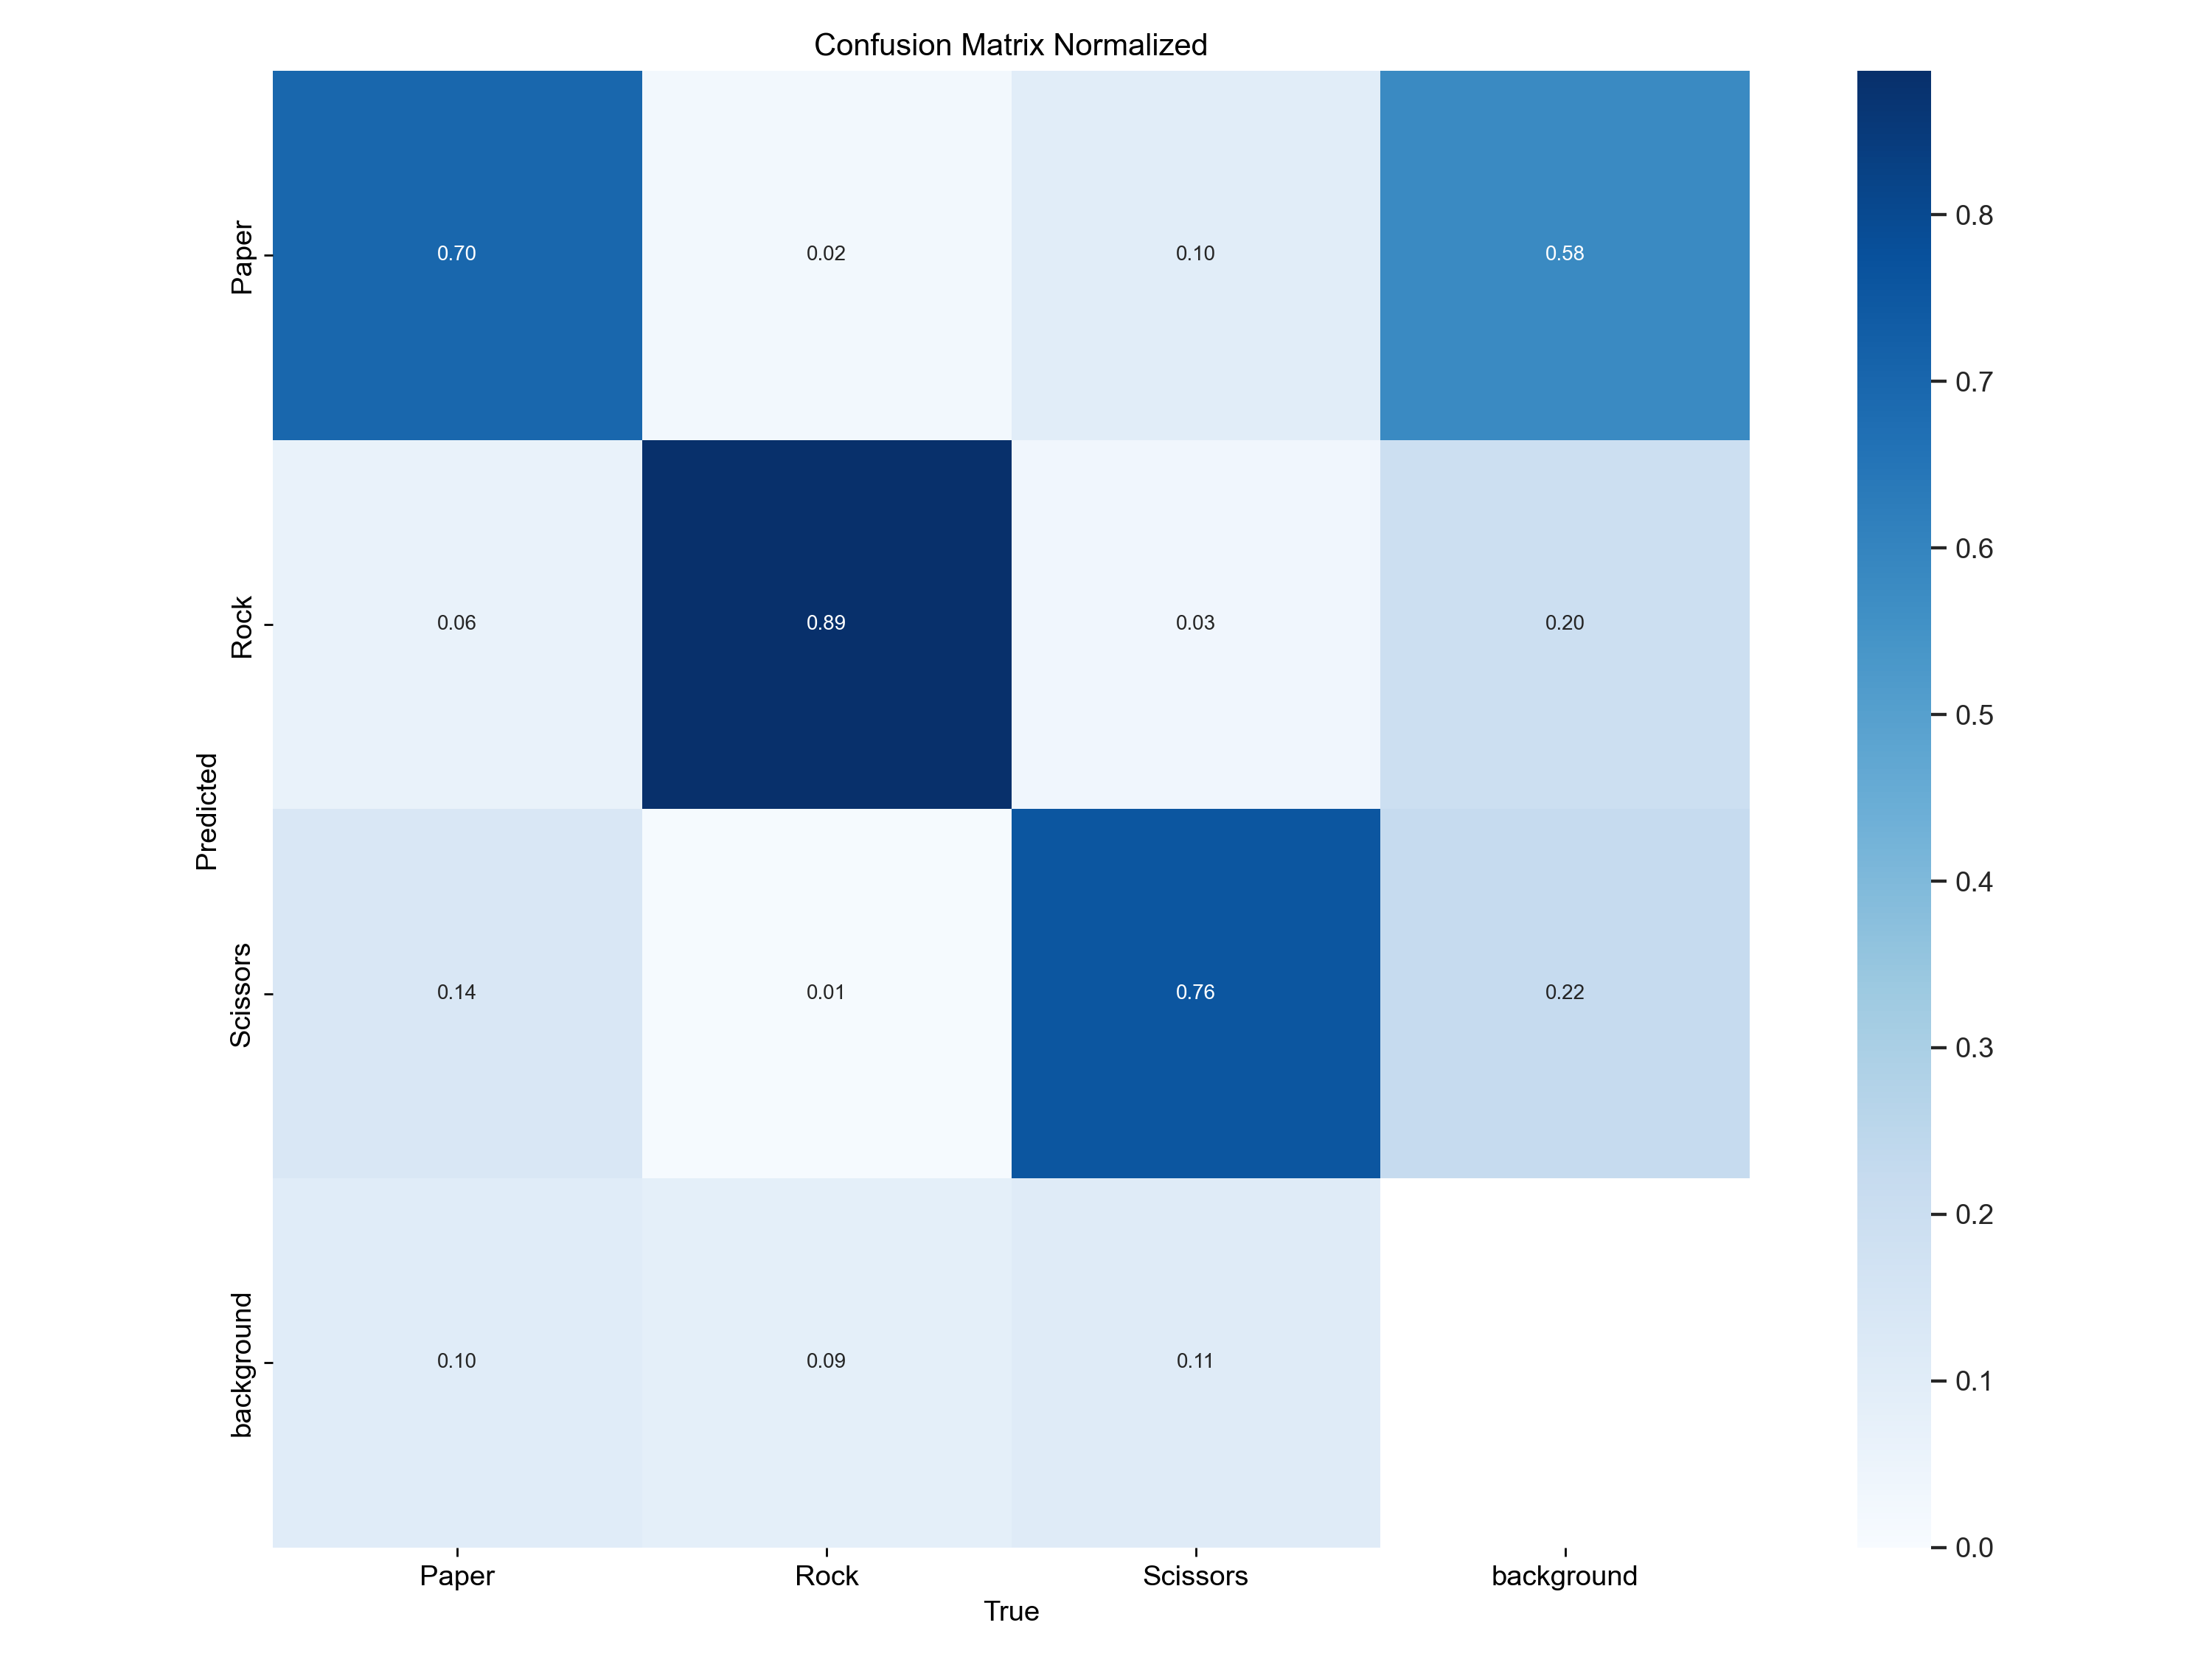 Confusion Matrix Normalized
Paper
0.70
0.02
0.10
0.58
Rock
0.06
0.89
0.03
0.20
Scissors
0.14
0.01
0.76
0.22
background
0.10
0.09
0.11
Predicted
Paper
Rock
Scissors
background
True
0.8
0.7
0.6
0.5
0.4
0.3
0.2
0.1
0.0